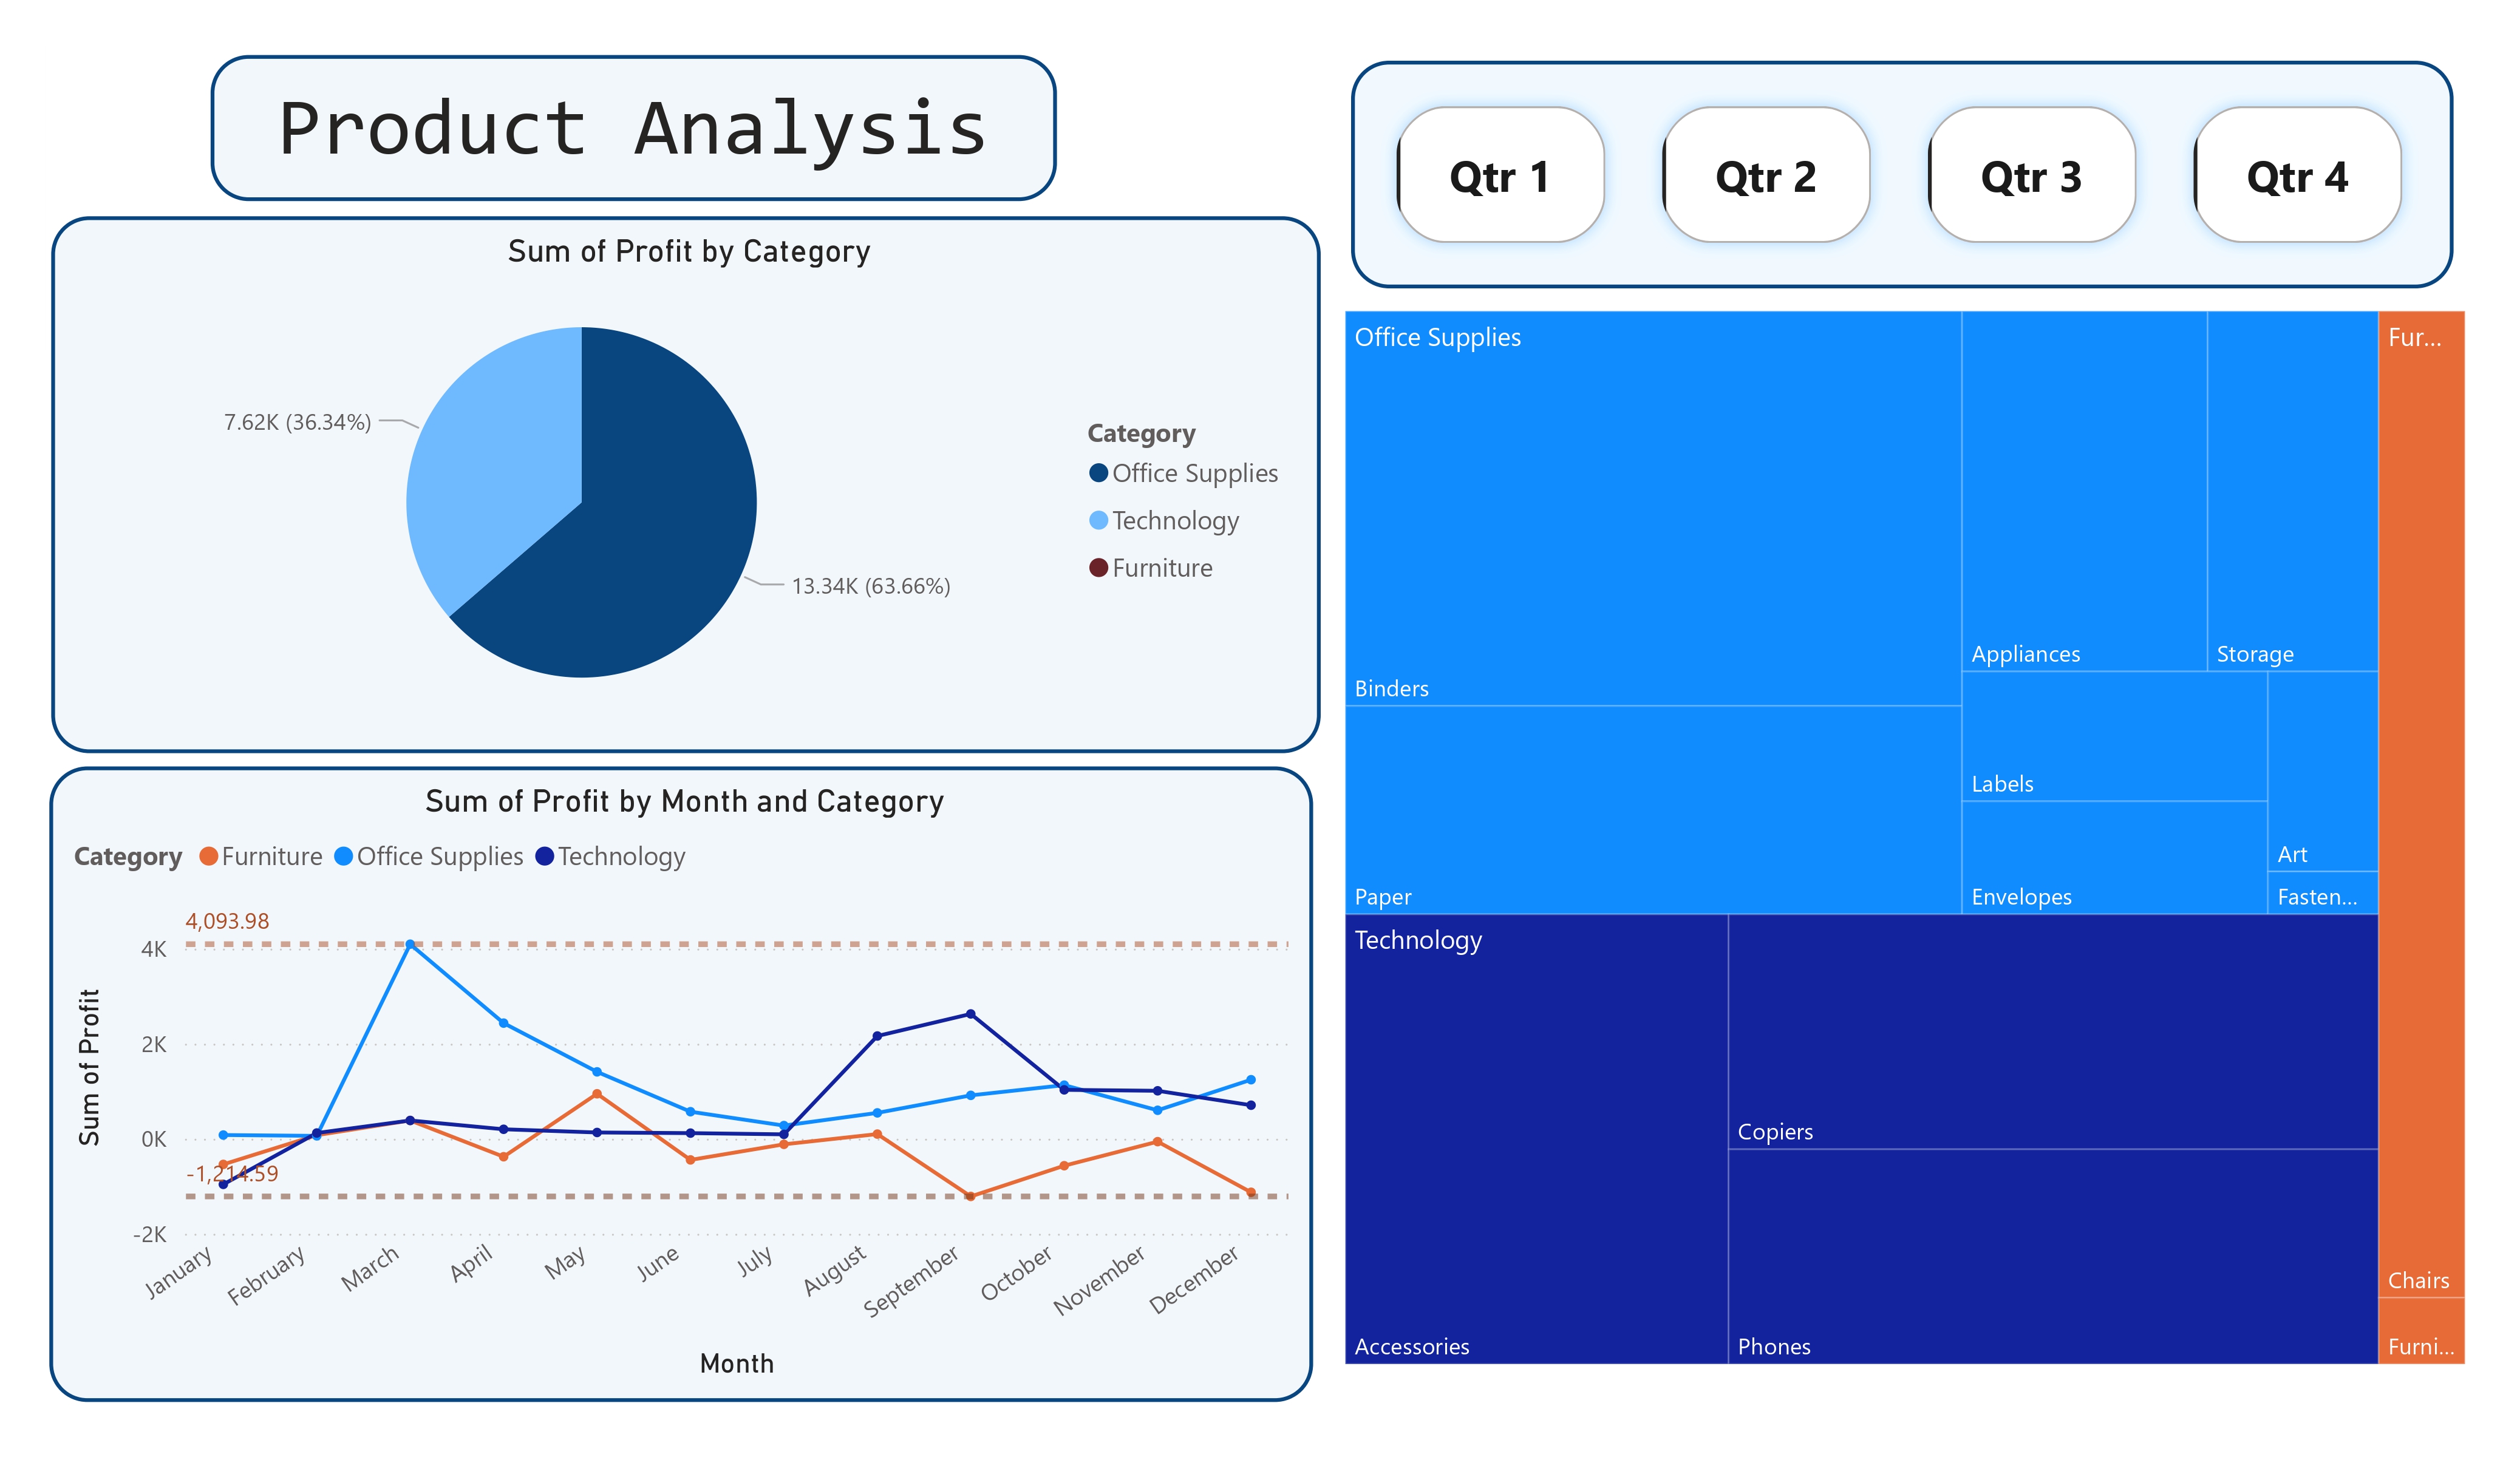 Product Analysis
Qtr 1
Qtr 2
Qtr 3
Qtr 4
Sum of Profit by Category
7.62K (36.34%)
13.34K (63.66%)
Category
Office Supplies
Technology
Furniture
Sum of Profit by Month and Category
Category Furniture Office Supplies Technology
4,093.98
4K
2K
0K
-1,214.59
-2K
Sum of Profit
January February March April May June July August September October November December
Month
Office Supplies
Binders
Appliances
Storage
Paper
Labels
Envelopes
Art
Fasten...
Technology
Accessories
Copiers
Phones
Fur...
Chairs
Furni...